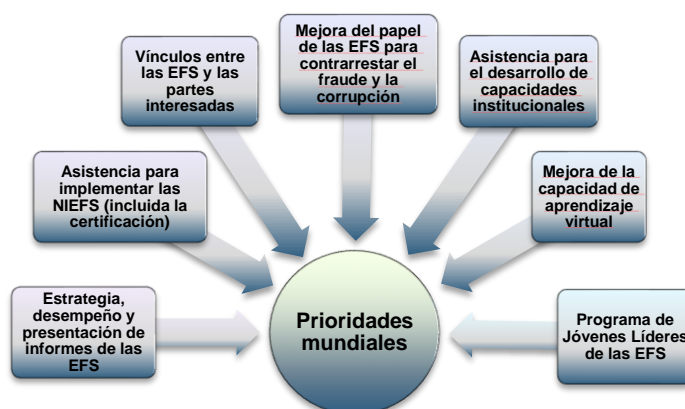 Mejora del papel
de las EFS para
contrarrestar el
fraude y la
corrupción
Vínculos entre
las EFS y las
partes
interesadas
Asistencia para
el desarrollo de
capacidades
institucionales
Asistencia para
implementar las
NIEFS (incluida la
certificación)
Mejora de la
capacidad de
aprendizaje
virtual
Estrategia,
desempeño y
presentación de
informes de las
EFS
Prioridades
mundiales
Programa de
Jóvenes Líderes
de las EFS